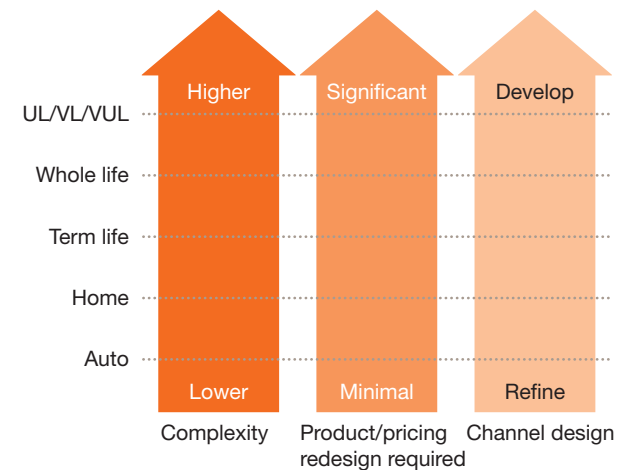 Higher
Significant
Develop
UL/VL/VUL
Whole life
Term life
Home
Auto
Lower
Minimal
Refine
Complexity
Product/pricing
redesign required
Channel design